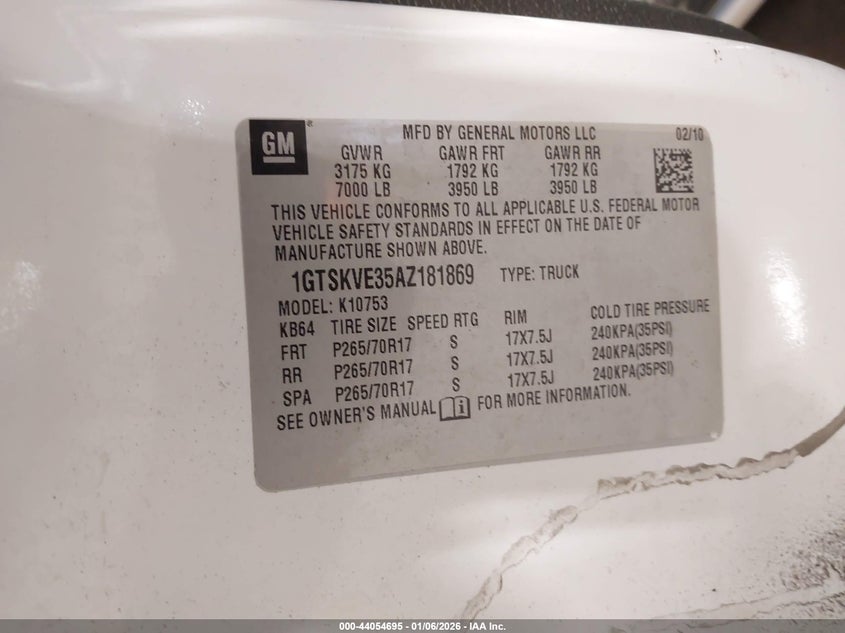 GM
MFD BY GENERAL MOTORS LLC 02/10
GVWR GAWR FRT GAWR RR
3175 KG 1792 KG 1792 KG
7000 LB 3950 LB 3950 LB
THIS VEHICLE CONFORMS TO ALL APPLICABLE U.S. FEDERAL MOTOR
VEHICLE SAFETY STANDARDS IN EFFECT ON THE DATE OF
MANUFACTURE SHOWN ABOVE.
1GTSKVE35AZ181869 TYPE: TRUCK
MODEL: K10753
KB64 TIRE SIZE SPEED RTG RIM COLD TIRE PRESSURE
FRT P265/70R17 S 17X7.5J 240KPA(35PSI)
RR P265/70R17 S 17X7.5J 240KPA(35PSI)
SPA P265/70R17 S 17X7.5J 240KPA(35PSI)
SEE OWNER'S MANUAL FOR MORE INFORMATION.
000-44054695 - 01/06/2026 - IAA Inc.